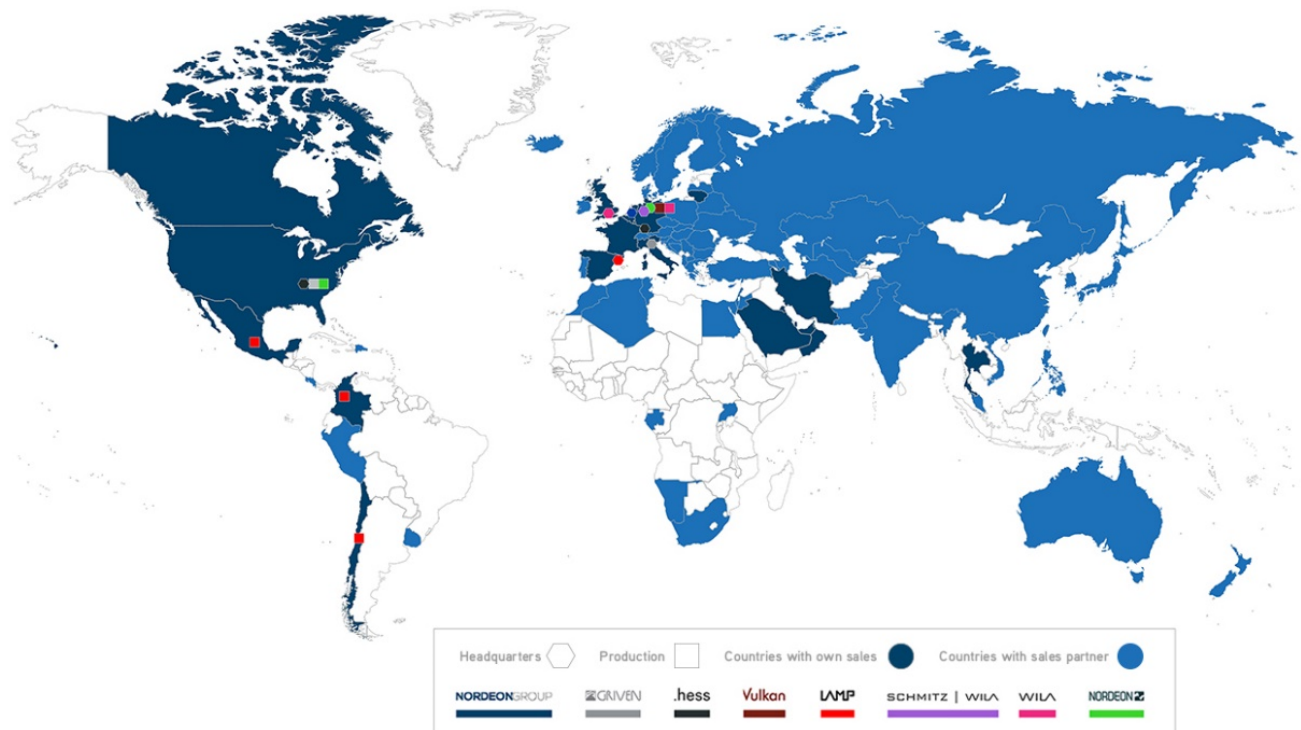 Headquarters Production Countries with own sales Countries with sales partner
NORDEONGROUP GRIVEN .hess Vulkan LAMP SCHMITZ | WILA WILA NORDEON